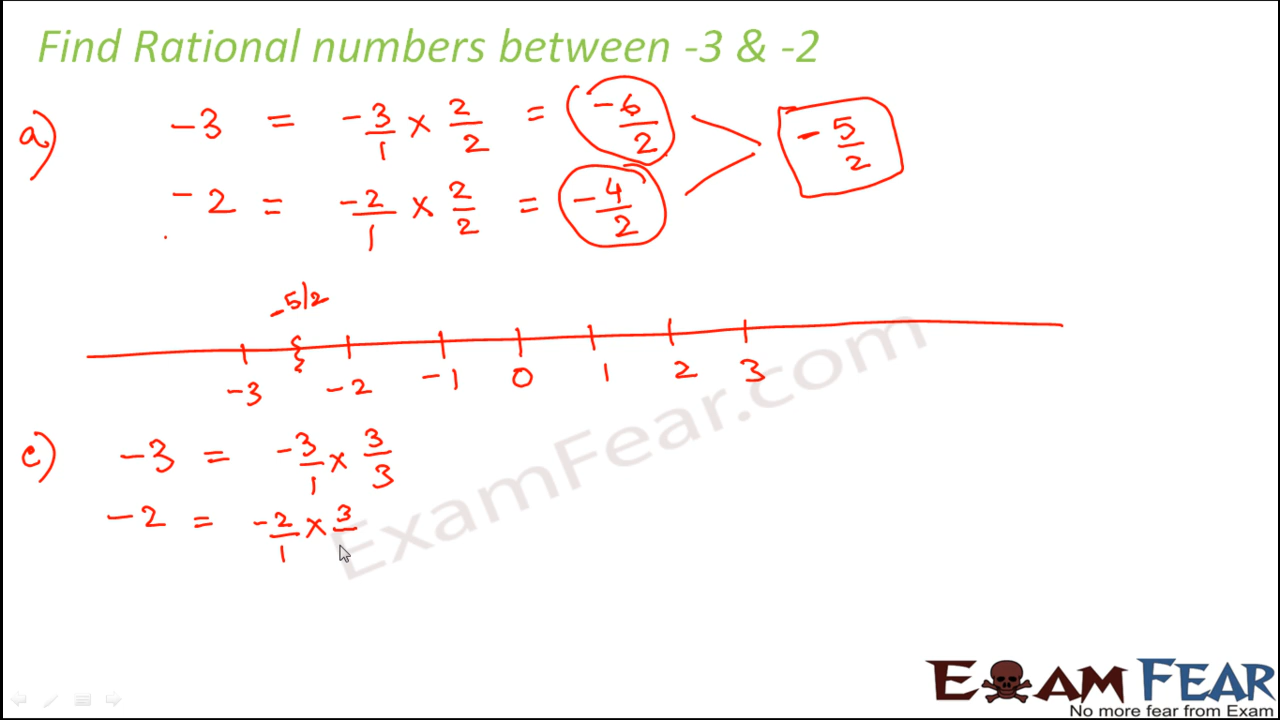 Find Rational numbers between -3 & -2
a) -3 = -3/1 × 2/2 = -6/2
-5/2
-2 = -2/1 × 2/2 = -4/2
-5/2
-3 -2 -1 0 1 2 3
c) -3 = -3/1 × 3/3
-2 = -2/1 × 3
ExamFear.com
EXAM FEAR
No more fear from Exam